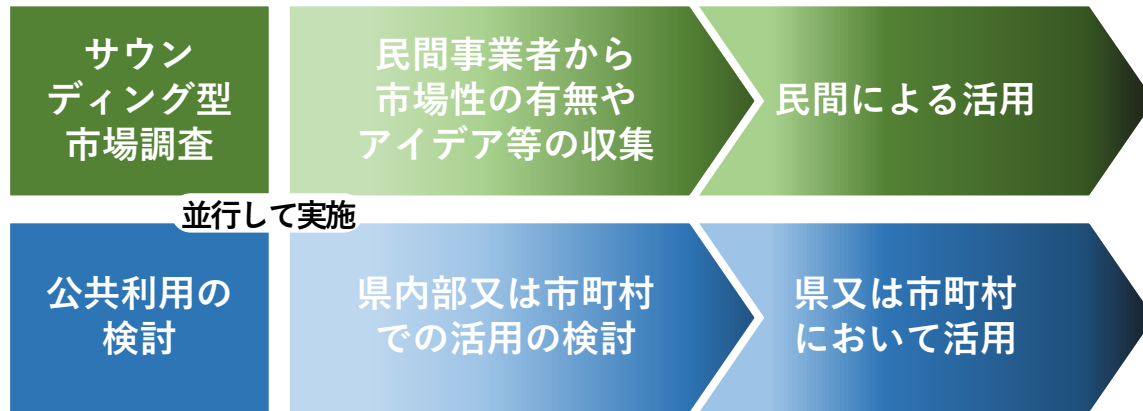 サウン
ディング型
市場調査
民間事業者から
市場性の有無や
アイデア等の収集
民間による活用
並行して実施
公共利用の
検討
県内部又は市町村
での活用の検討
県又は市町村
において活用